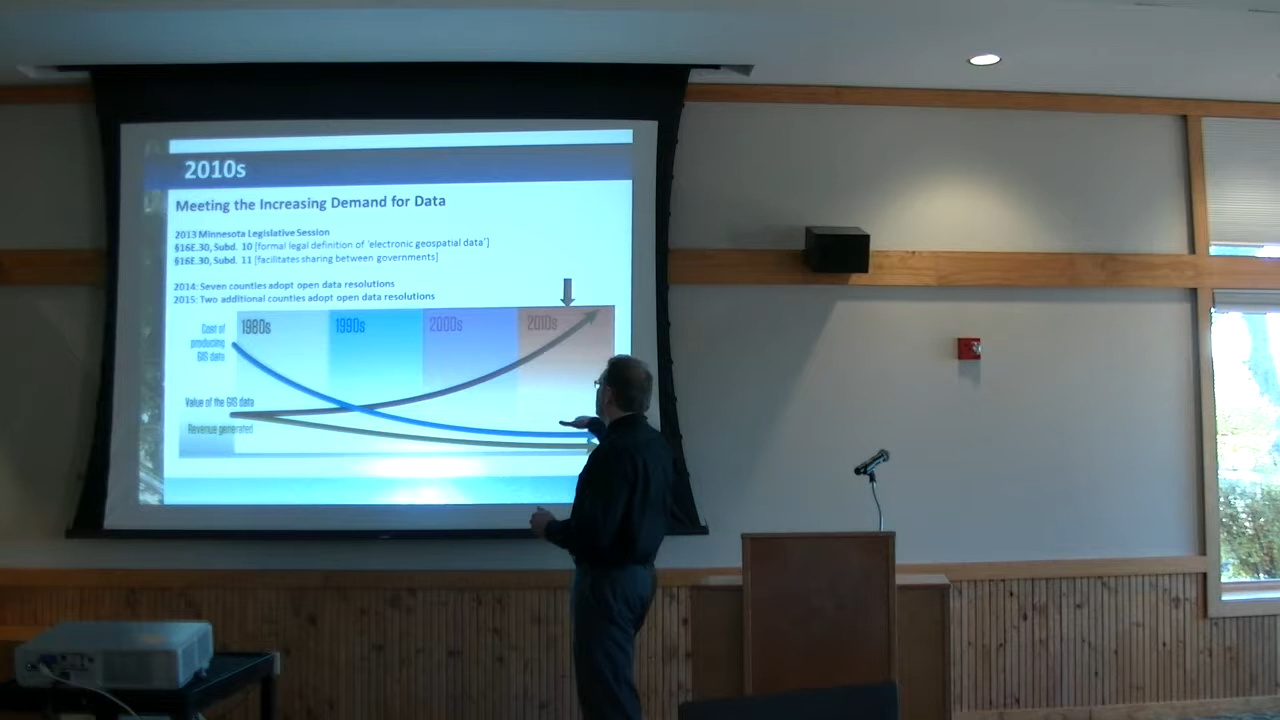 2010s
Meeting the Increasing Demand for Data
2013 Minnesota Legislative Session
§16E.30, Subd. 10 [formal legal definition of 'electronic geospatial data']
§16E.30, Subd. 11 [facilitates sharing between governments]
2014: Seven counties adopt open data resolutions
2015: Two additional counties adopt open data resolutions
1980s 1990s 2000s 2010s
Cost of
producing
GIS data
Value of the GIS data
Revenue generated